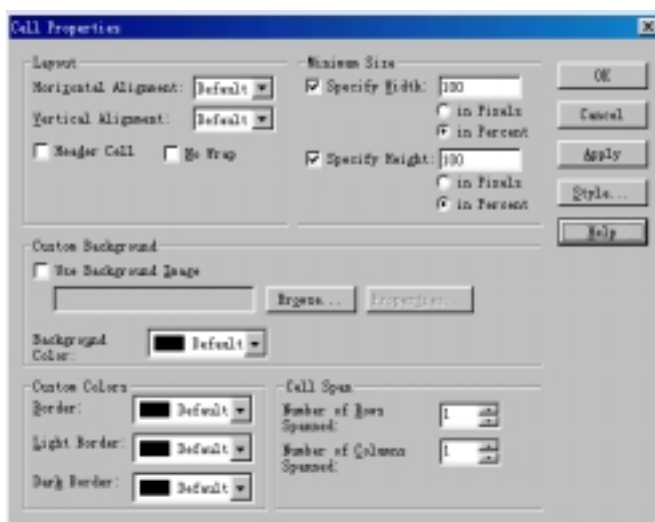 Cell Properties
Layout
Horizontal Alignment: Default
Vertical Alignment: Default
Header Cell No Wrap
Minimum Size
Specify Width: 100
in Pixels
in Percent
Specify Height: 100
in Pixels
in Percent
OK
Cancel
Apply
Style...
Help
Custom Background
Use Background Image
Browse... Properties...
Background
Color: Default
Custom Colors
Border: Default
Light Border: Default
Dark Border: Default
Cell Span
Number of Rows
Spanned: 1
Number of Columns
Spanned: 1